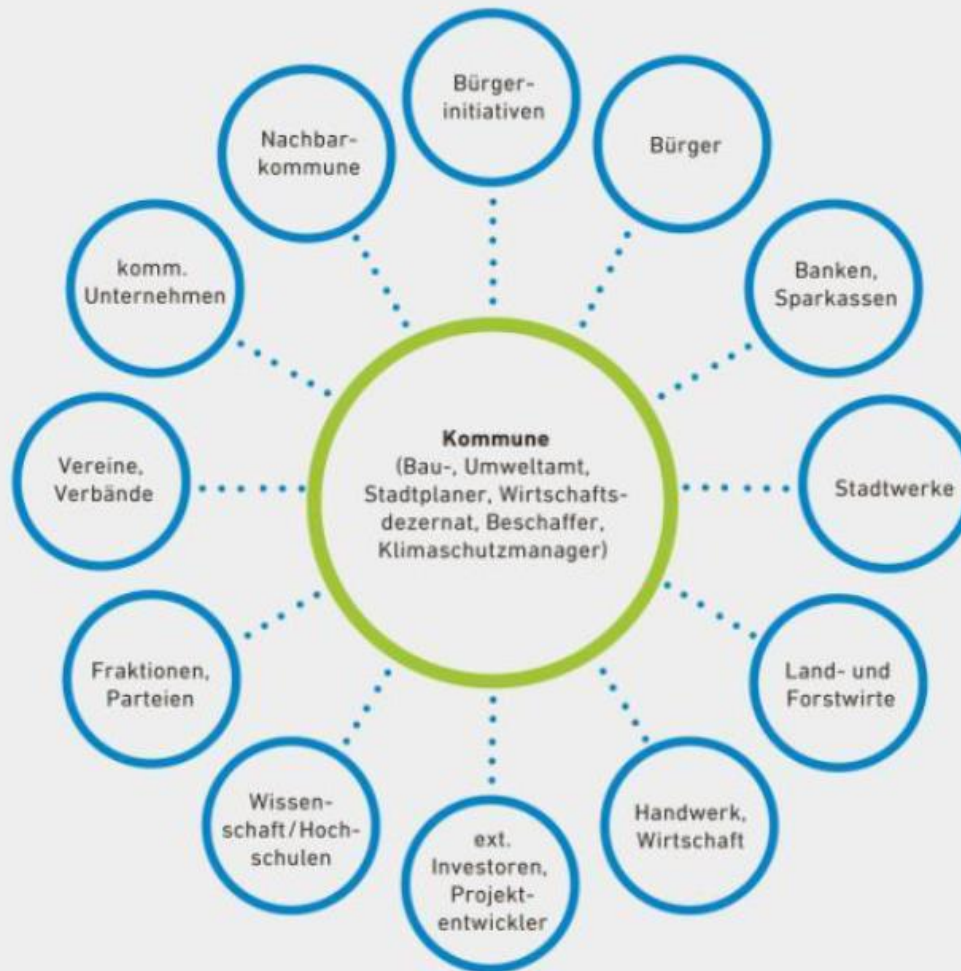 Bürger-
initiativen
Bürger
Banken,
Sparkassen
Stadtwerke
Land- und
Forstwirte
Handwerk,
Wirtschaft
ext.
Investoren,
Projekt-
entwickler
Wissen-
schaft/Hoch-
schulen
Fraktionen,
Parteien
Vereine,
Verbände
komm.
Unternehmen
Nachbar-
kommune
Kommune
(Bau-, Umweltamt,
Stadtplaner, Wirtschafts-
dezernat, Beschaffer,
Klimaschutzmanager)